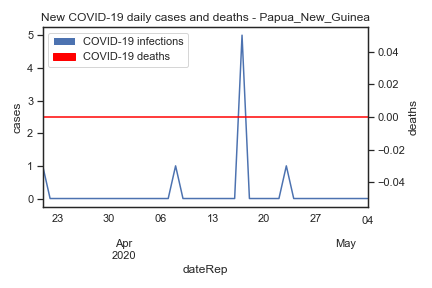 New COVID-19 daily cases and deaths - Papua_New_Guinea
COVID-19 infections
COVID-19 deaths
cases
5
4
3
2
1
0
deaths
0.04
0.02
0.00
−0.02
−0.04
23 30 06 13 20 27 04
Apr May
2020
dateRep